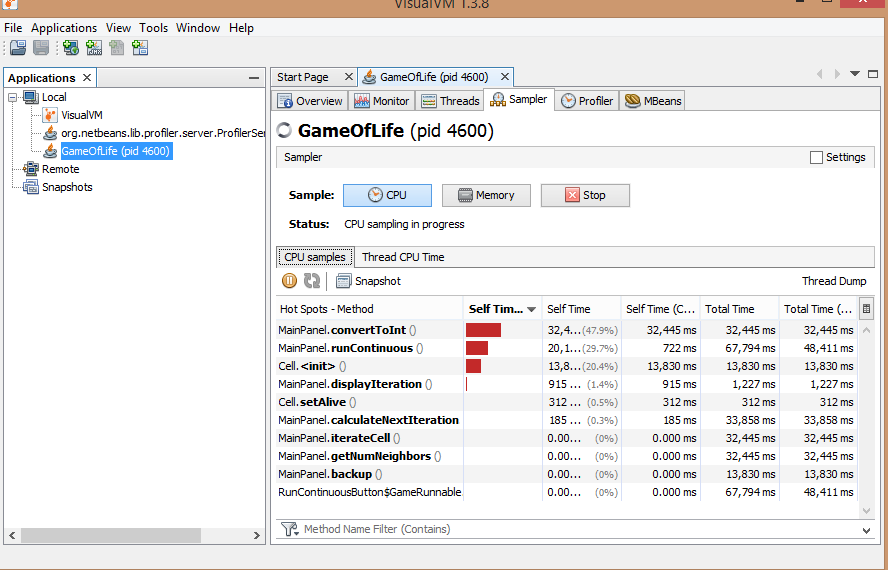 VisualVM 1.3.8
File Applications View Tools Window Help
Applications
Local
VisualVM
org.netbeans.lib.profiler.server.ProfilerSer
GameOfLife (pid 4600)
Remote
Snapshots
Start Page GameOfLife (pid 4600)
Overview Monitor Threads Sampler Profiler MBeans
GameOfLife (pid 4600)
Sampler Settings
Sample: CPU Memory Stop
Status: CPU sampling in progress
CPU samples Thread CPU Time
Snapshot Thread Dump
Hot Spots - Method Self Tim... Self Time Self Time (C... Total Time Total Time (...
MainPanel.convertToInt () 32,4... (47.9%) 32,445 ms 32,445 ms 32,445 ms
MainPanel.runContinuous () 20,1... (29.7%) 722 ms 67,794 ms 48,411 ms
Cell.<init> () 13,8... (20.4%) 13,830 ms 13,830 ms 13,830 ms
MainPanel.displayIteration () 915 ... (1.4%) 915 ms 1,227 ms 1,227 ms
Cell.setAlive () 312 ... (0.5%) 312 ms 312 ms 312 ms
MainPanel.calculateNextIteration 185 ... (0.3%) 185 ms 33,858 ms 33,858 ms
MainPanel.iterateCell () 0.00... (0%) 0.000 ms 32,445 ms 32,445 ms
MainPanel.getNumNeighbors () 0.00... (0%) 0.000 ms 32,445 ms 32,445 ms
MainPanel.backup () 0.00... (0%) 0.000 ms 13,830 ms 13,830 ms
RunContinuousButton$GameRunnable. 0.00... (0%) 0.000 ms 67,794 ms 48,411 ms
Method Name Filter (Contains)